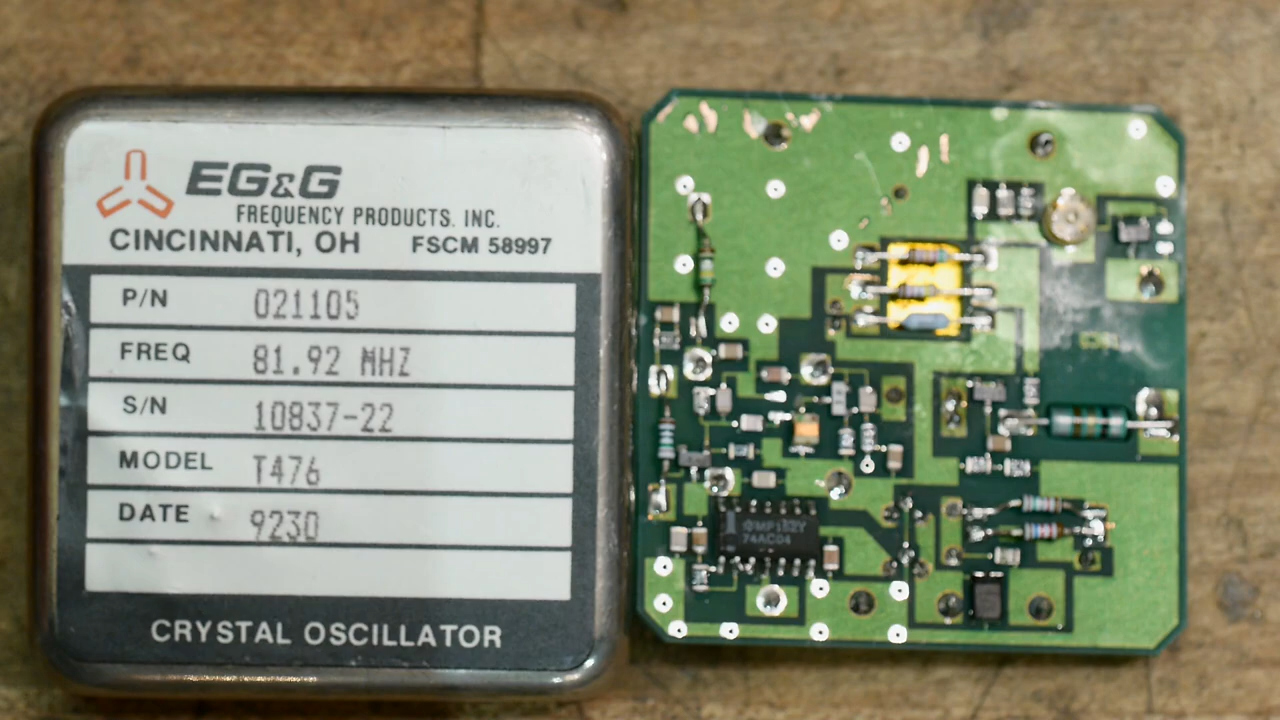 EG&G
FREQUENCY PRODUCTS. INC.
CINCINNATI, OH FSCM 58997
P/N 021105
FREQ 81.92 MHZ
S/N 10837-22
MODEL T476
DATE 9230
CRYSTAL OSCILLATOR
74AC04